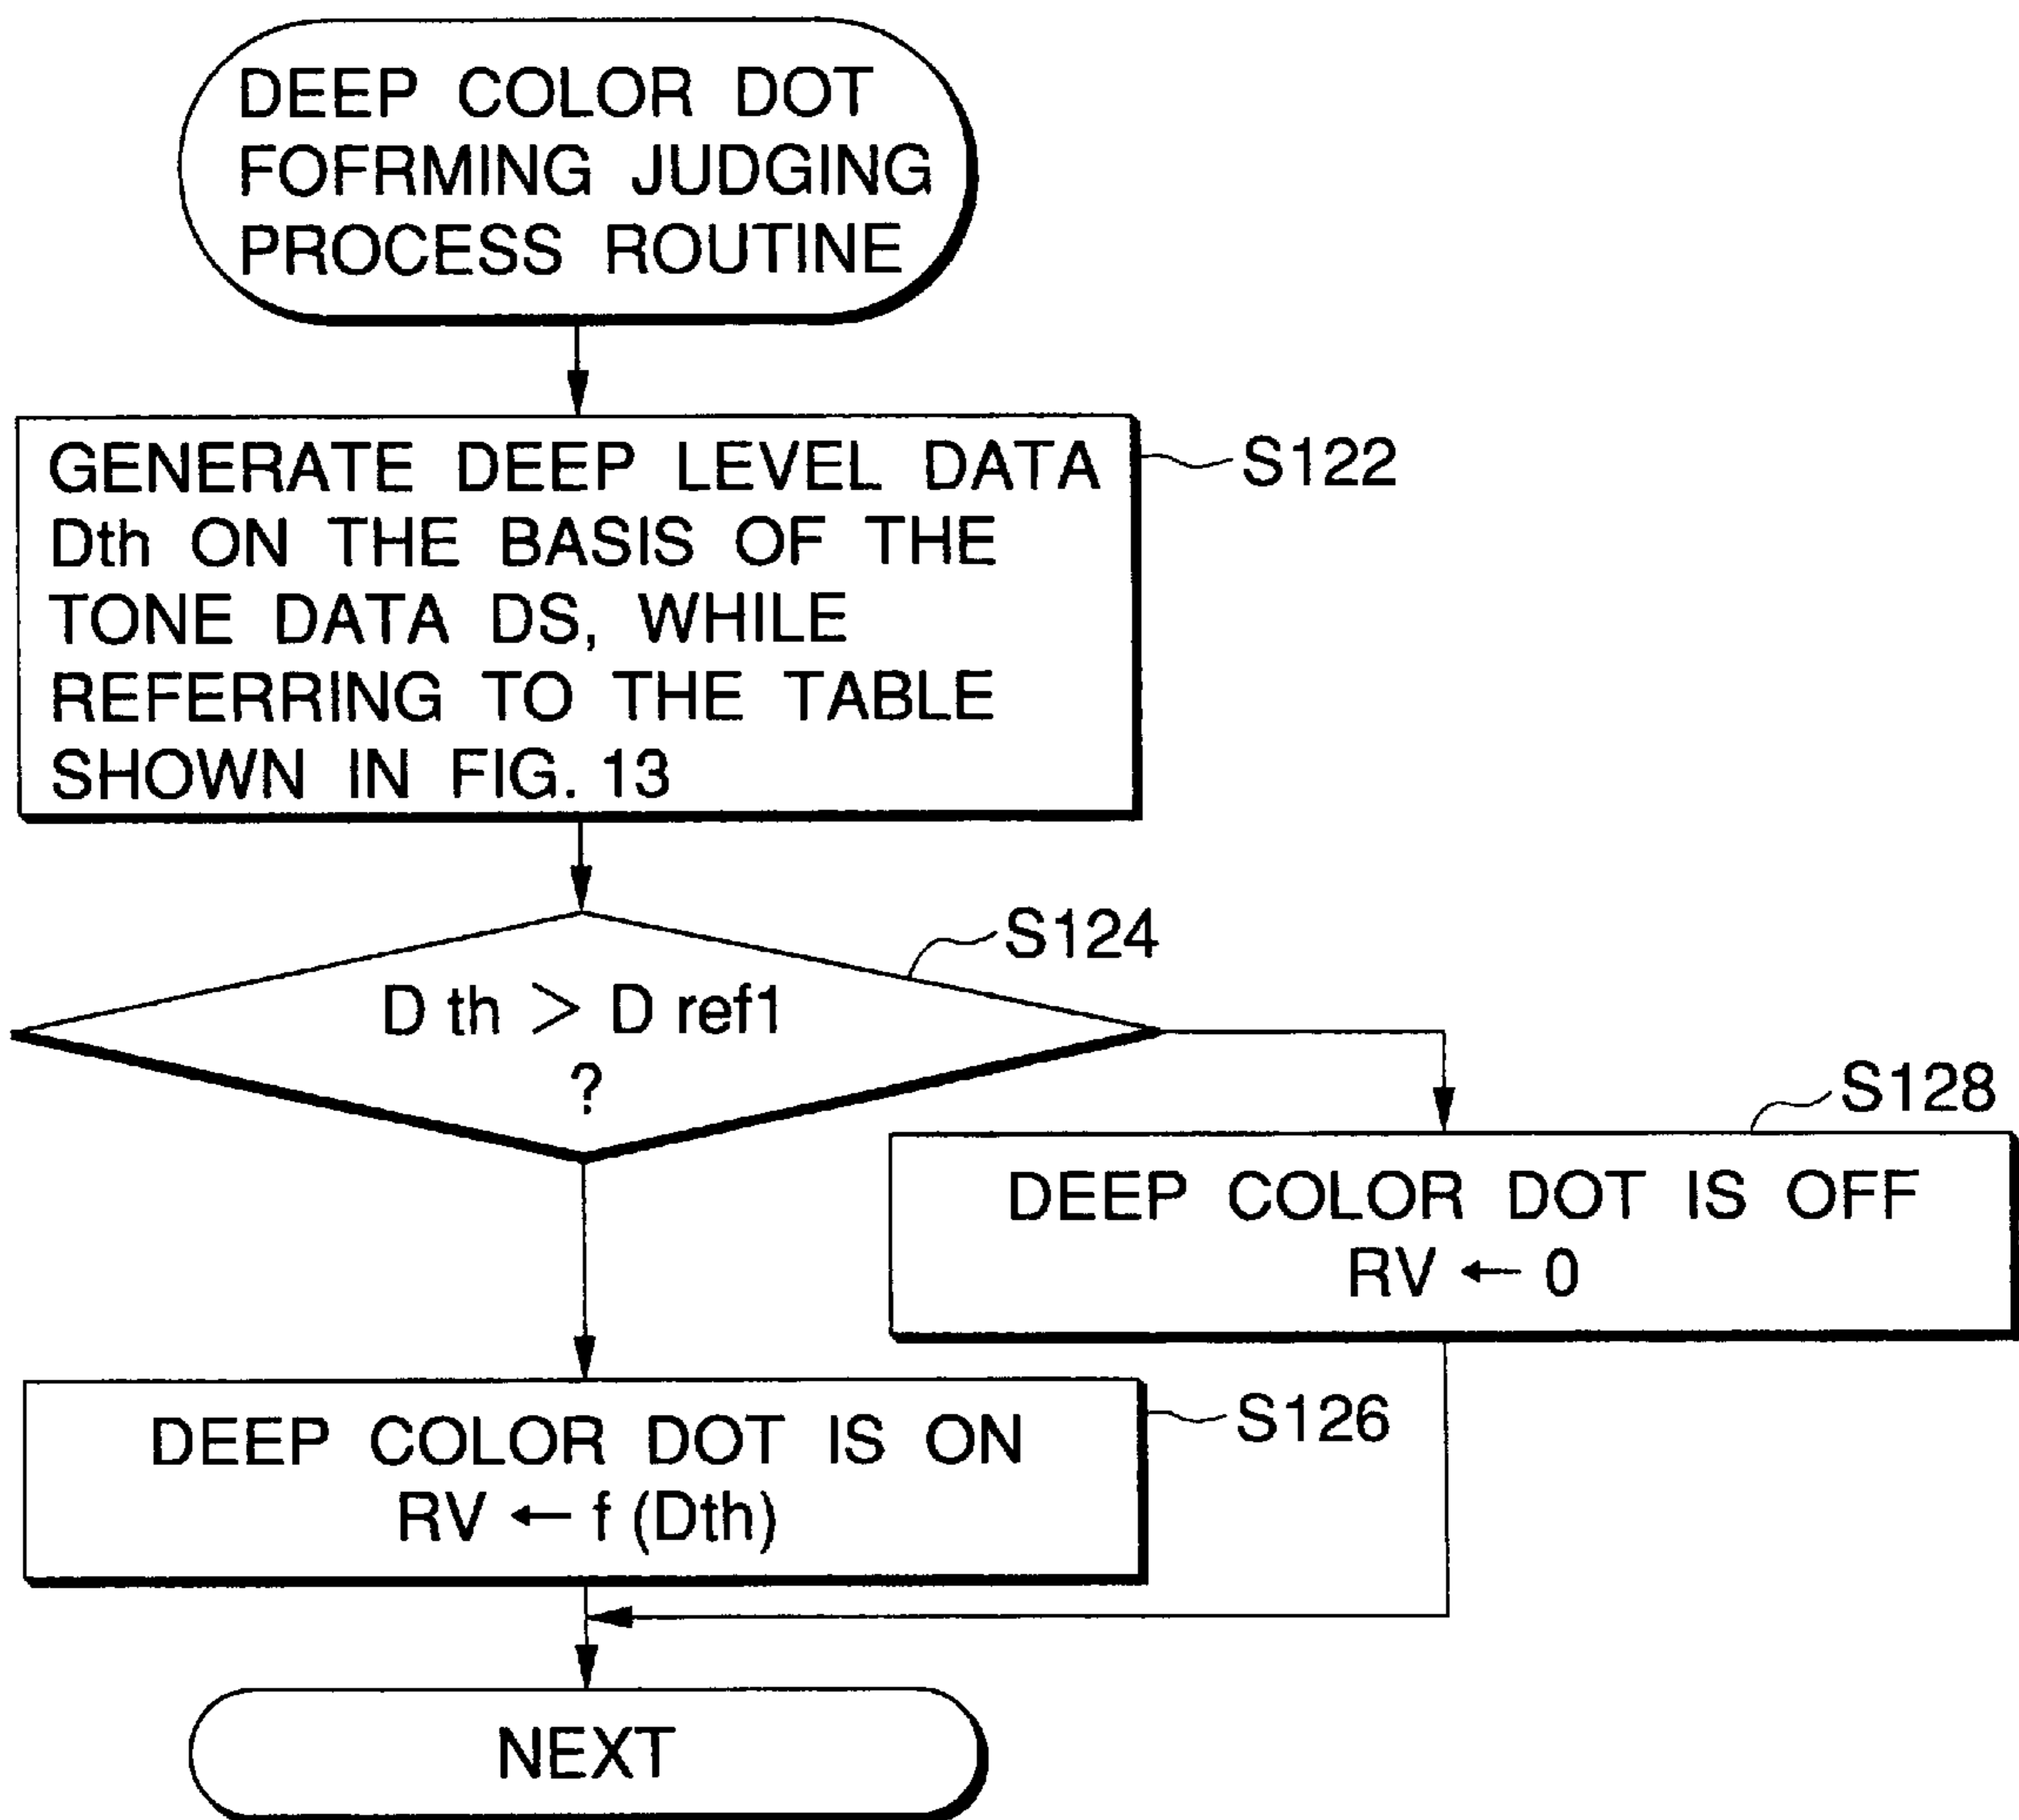 DEEP COLOR DOT
FOFRMING JUDGING
PROCESS ROUTINE
GENERATE DEEP LEVEL DATA
Dth ON THE BASIS OF THE
TONE DATA DS, WHILE
REFERRING TO THE TABLE
SHOWN IN FIG. 13
S122
S124
D th > D ref1
?
S128
DEEP COLOR DOT IS OFF
RV ← 0
DEEP COLOR DOT IS ON
RV ← f (Dth)
S126
NEXT